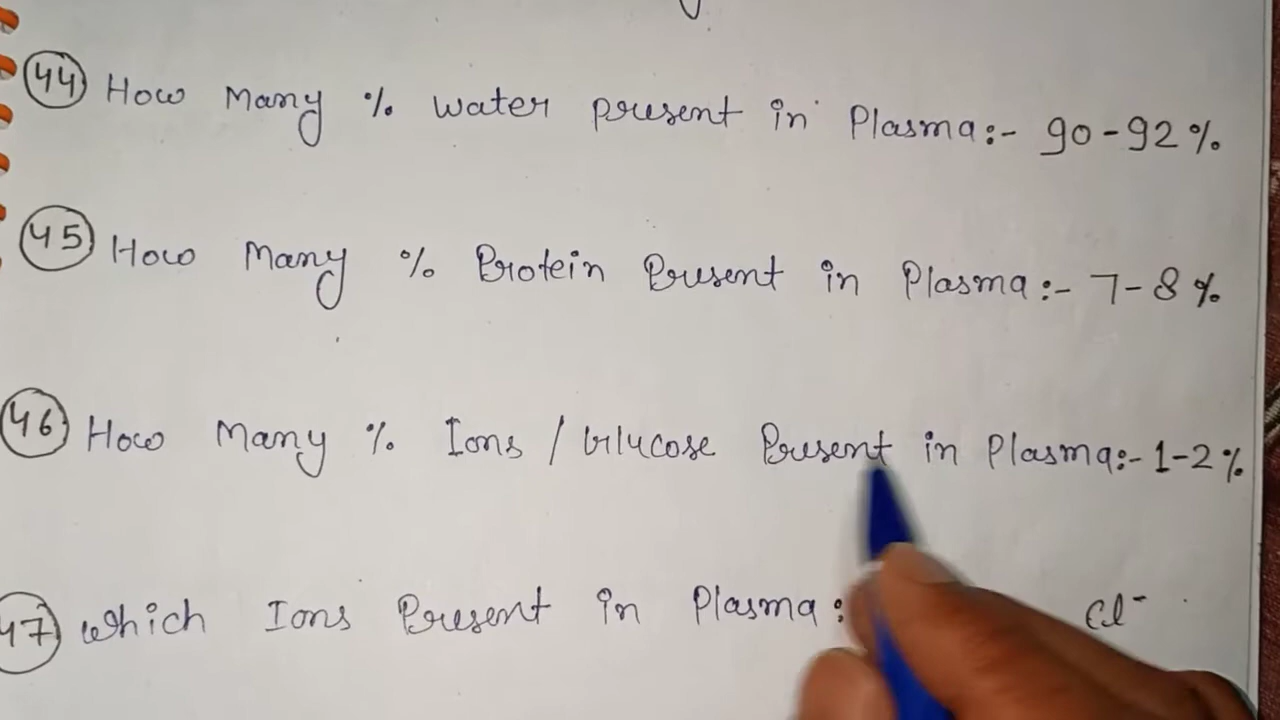 44 How Many % water present in Plasma:- 90-92%
45 How Many % Protein Present in Plasma:- 7-8%
46 How Many % Ions / Glucose Present in Plasma:- 1-2%
47 which Ions Present in Plasma: Cl⁻